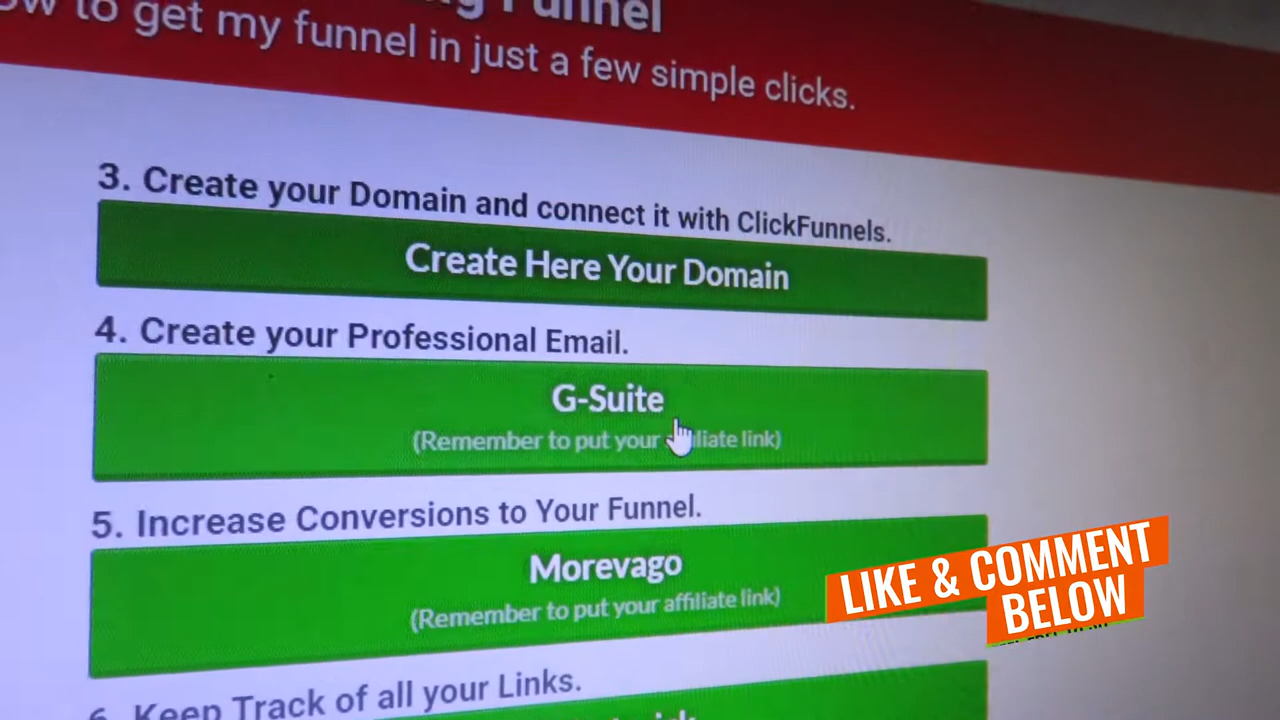 to get my funnel in just a few simple clicks.
3. Create your Domain and connect it with ClickFunnels.
Create Here Your Domain
4. Create your Professional Email.
G-Suite
(Remember to put your liate link)
5. Increase Conversions to Your Funnel.
Morevago
(Remember to put your affiliate link)
LIKE & COMMENT
BELOW
6. Keep Track of all your Links.